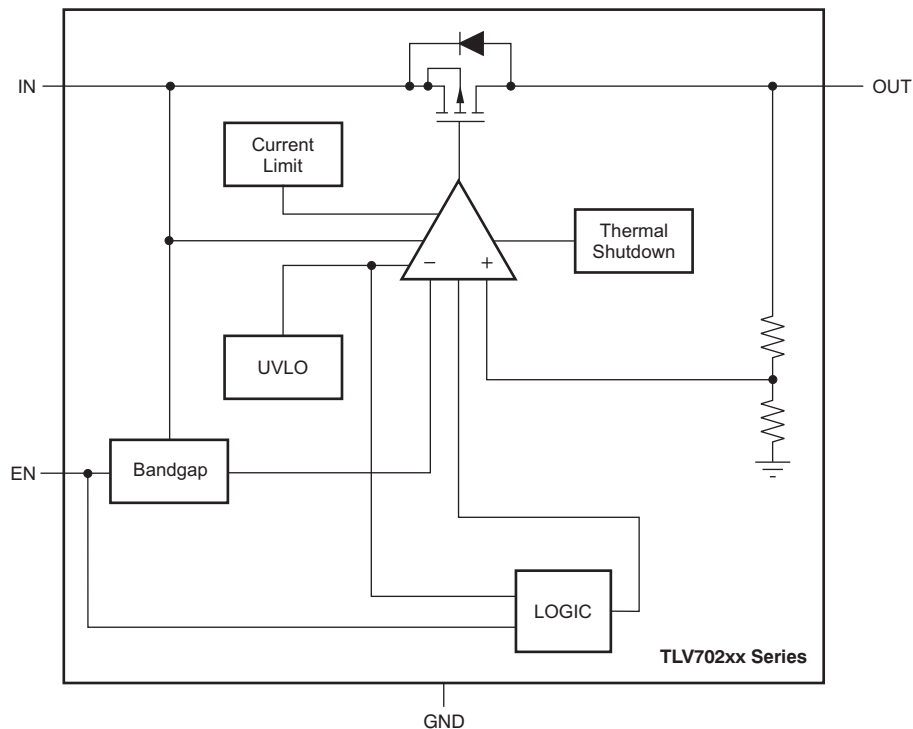 IN
OUT
Current
Limit
Thermal
Shutdown
−
+
UVLO
EN
Bandgap
LOGIC
TLV702xx Series
GND